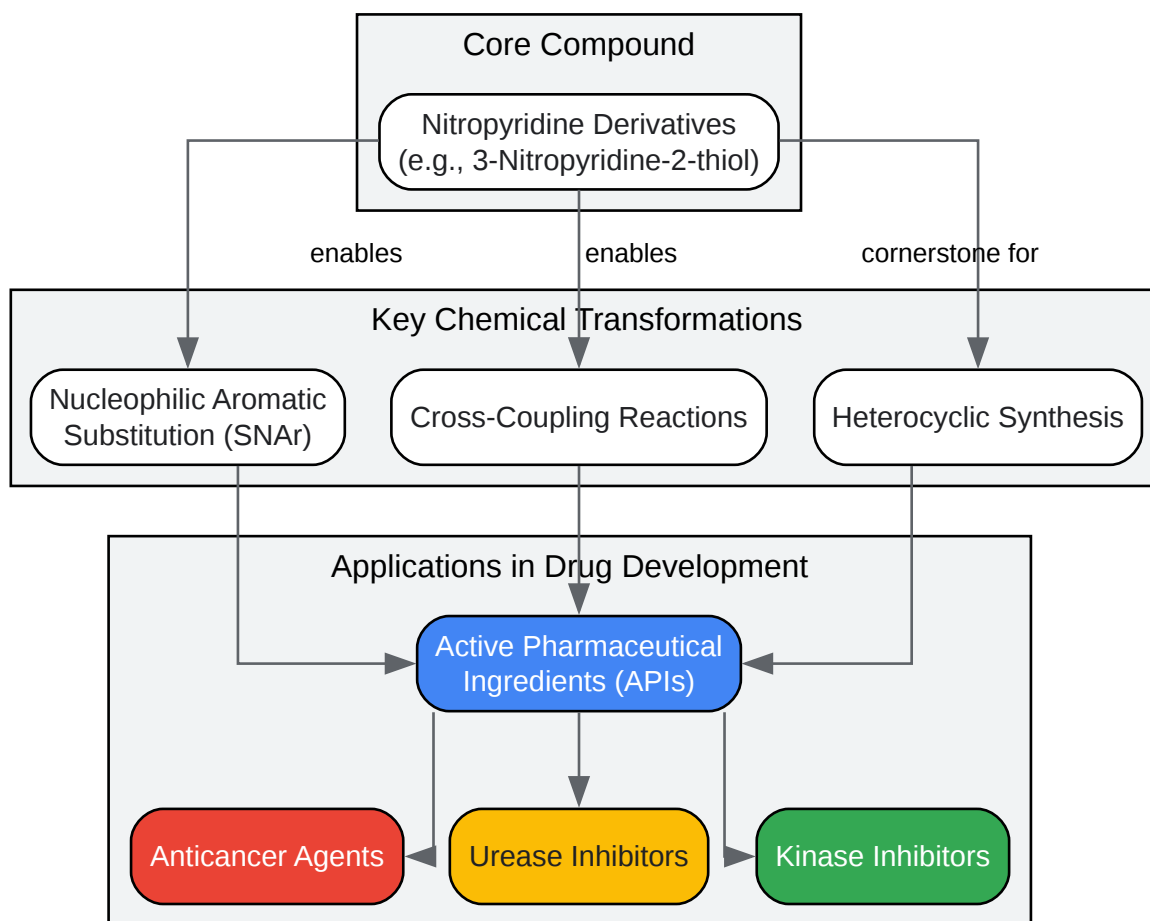 Core Compound
Nitropyridine Derivatives
(e.g., 3-Nitropyridine-2-thiol)
enables
enables
cornerstone for
Key Chemical Transformations
Nucleophilic Aromatic
Substitution (SNAr)
Cross-Coupling Reactions
Heterocyclic Synthesis
Applications in Drug Development
Active Pharmaceutical
Ingredients (APIs)
Anticancer Agents
Urease Inhibitors
Kinase Inhibitors